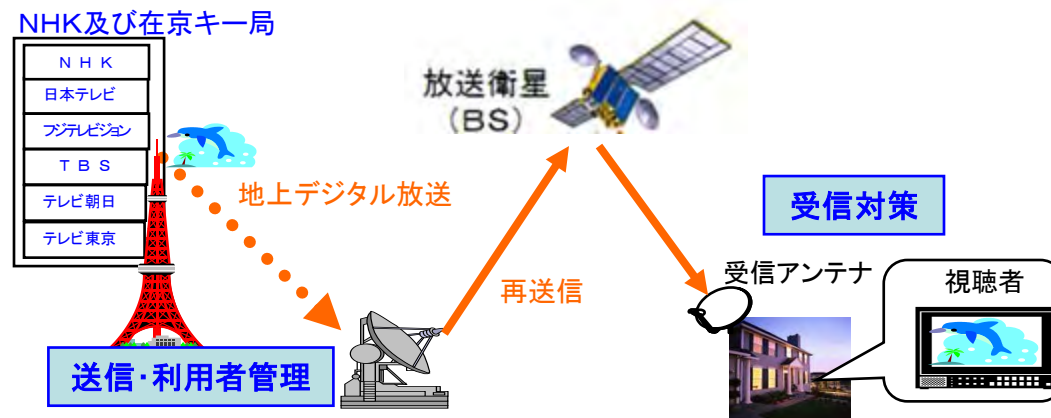 NHK及び在京キー局
NHK
日本テレビ
フジテレビジョン
TBS
テレビ朝日
テレビ東京
放送衛星
(BS)
地上デジタル放送
受信対策
再送信
受信アンテナ
視聴者
送信・利用者管理